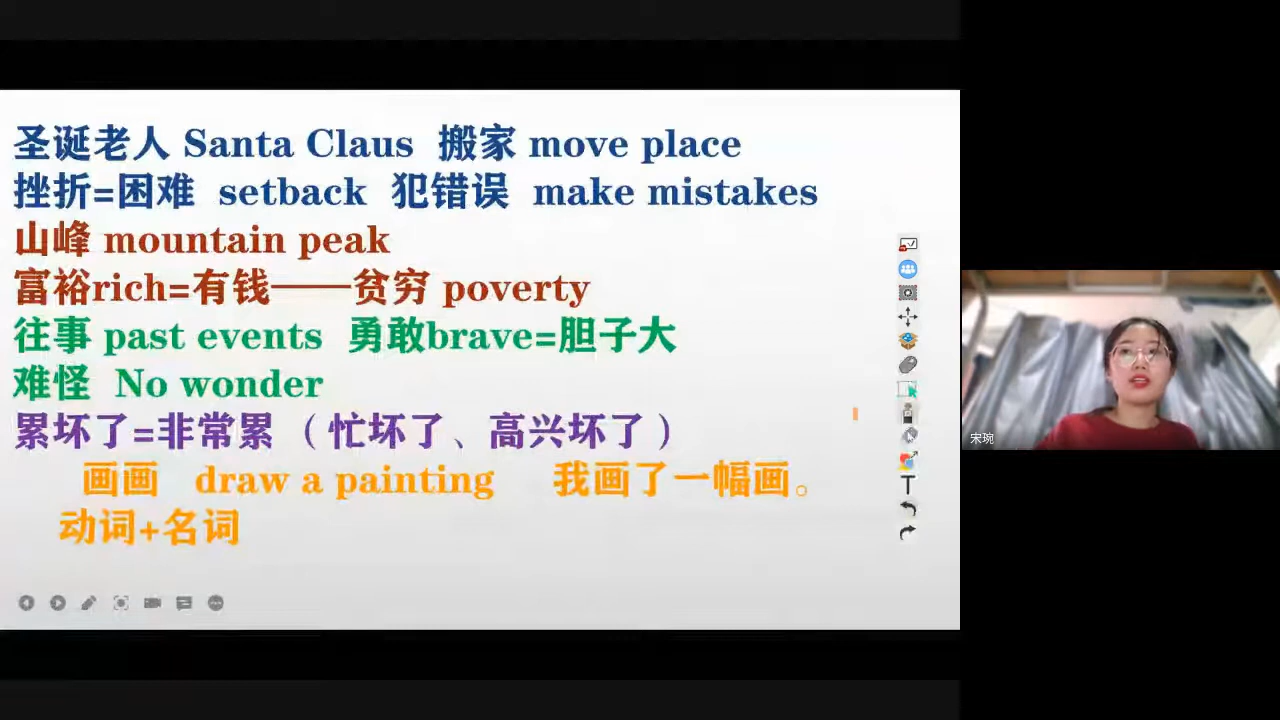 圣诞老人 Santa Claus 搬家 move place
挫折=困难 setback 犯错误 make mistakes
山峰 mountain peak
富裕rich=有钱——贫穷 poverty
往事 past events 勇敢brave=胆子大
难怪 No wonder
累坏了=非常累 （忙坏了、高兴坏了）
画画 draw a painting 我画了一幅画。
动词+名词
宋琬